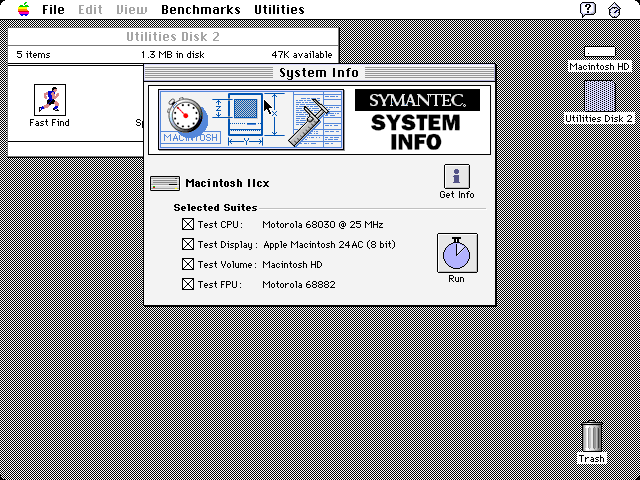 File Edit View Benchmarks Utilities
Utilities Disk 2
5 items 1.3 MB in disk 47K available
Macintosh HD
Utilities Disk 2
Fast Find
System Info
MACINTOSH
Z
X
Y
SYMANTEC.
SYSTEM
INFO
Macintosh IIcx
Get Info
Selected Suites
Test CPU: Motorola 68030 @ 25 MHz
Test Display: Apple Macintosh 24AC (8 bit)
Test Volume: Macintosh HD
Test FPU: Motorola 68882
Run
Trash